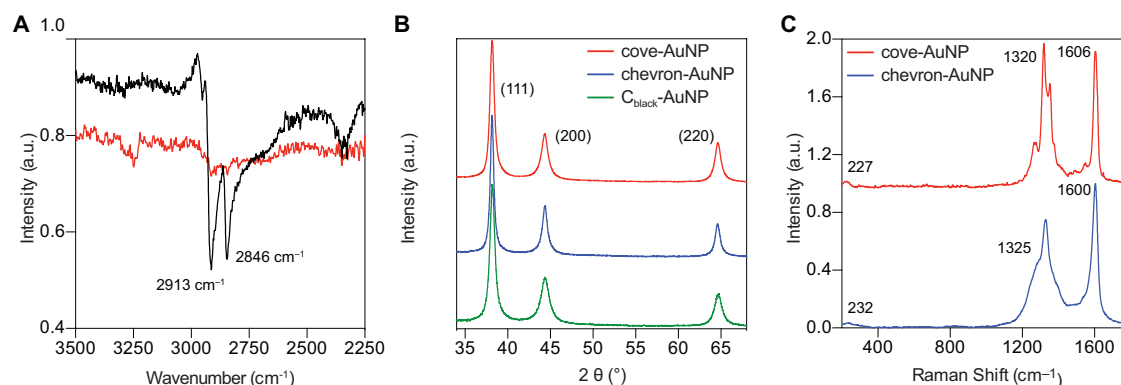 A
1.0
0.8
0.6
0.4
Intensity (a.u.)
2913 cm⁻¹
2846 cm⁻¹
3500 3250 3000 2750 2500 2250
Wavenumber (cm⁻¹)
B
cove-AuNP
chevron-AuNP
C_black-AuNP
(111)
(200)
(220)
Intensity (a.u.)
35 40 45 50 55 60 65
2 θ (°)
C
2.0
1.6
1.2
0.8
0.4
0.0
Intensity (a.u.)
cove-AuNP
chevron-AuNP
1320
1606
227
1600
1325
232
400 800 1200 1600
Raman Shift (cm⁻¹)